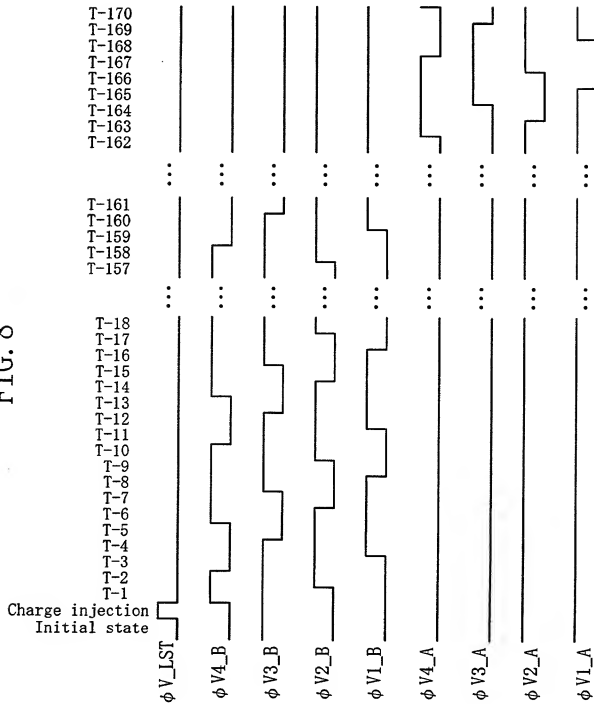 FIG. 8
T-170
T-169
T-168
T-167
T-166
T-165
T-164
T-163
T-162
...
T-161
T-160
T-159
T-158
T-157
...
T-18
T-17
T-16
T-15
T-14
T-13
T-12
T-11
T-10
T-9
T-8
T-7
T-6
T-5
T-4
T-3
T-2
T-1
Charge injection
Initial state
φV_LST
φV4_B
φV3_B
φV2_B
φV1_B
φV4_A
φV3_A
φV2_A
φV1_A